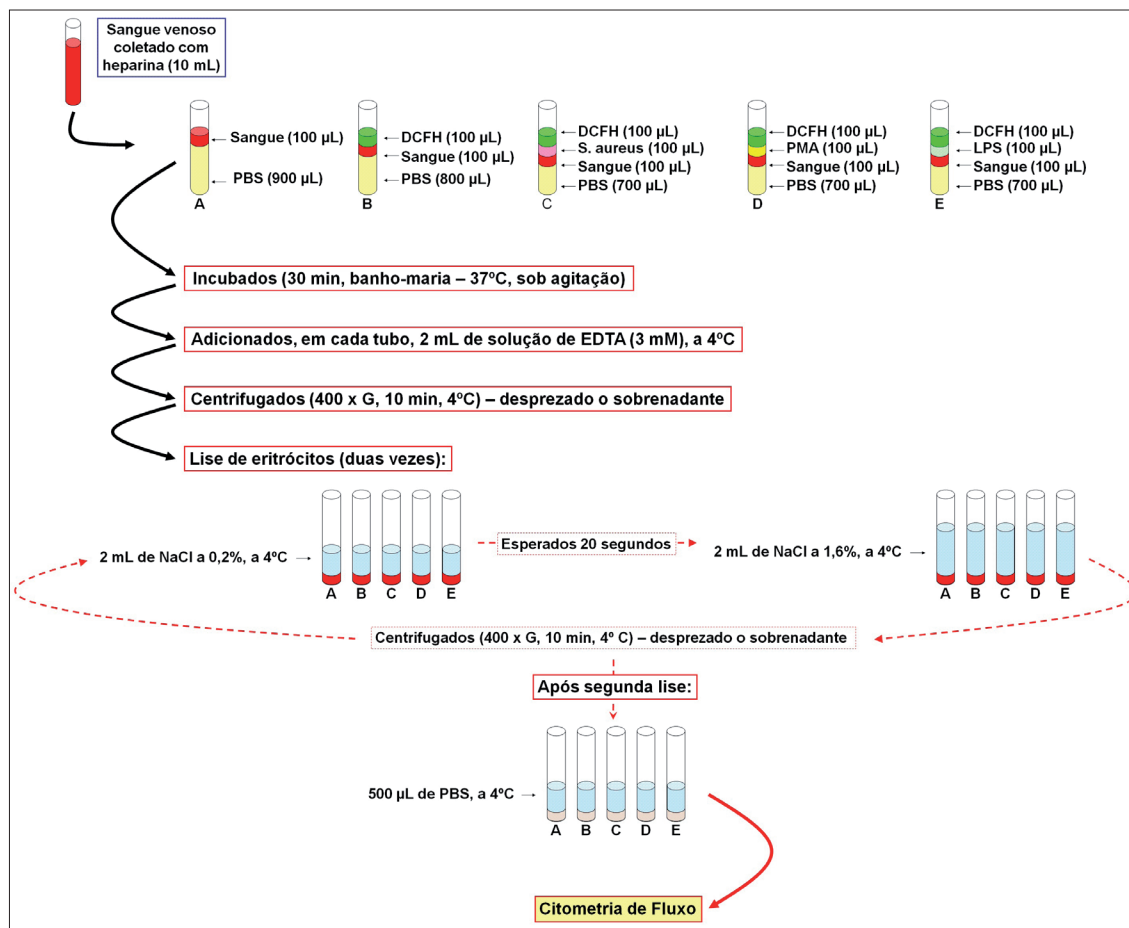 Sangue venoso
coletado com
heparina (10 mL)
Sangue (100 µL)
PBS (900 µL)
A
DCFH (100 µL)
Sangue (100 µL)
PBS (800 µL)
B
DCFH (100 µL)
S. aureus (100 µL)
Sangue (100 µL)
PBS (700 µL)
C
DCFH (100 µL)
PMA (100 µL)
Sangue (100 µL)
PBS (700 µL)
D
DCFH (100 µL)
LPS (100 µL)
Sangue (100 µL)
PBS (700 µL)
E
Incubados (30 min, banho-maria – 37ºC, sob agitação)
Adicionados, em cada tubo, 2 mL de solução de EDTA (3 mM), a 4ºC
Centrifugados (400 x G, 10 min, 4ºC) – desprezado o sobrenadante
Lise de eritrócitos (duas vezes):
2 mL de NaCl a 0,2%, a 4ºC
A B C D E
Esperados 20 segundos
2 mL de NaCl a 1,6%, a 4ºC
A B C D E
Centrifugados (400 x G, 10 min, 4º C) – desprezado o sobrenadante
Após segunda lise:
500 µL de PBS, a 4ºC
A B C D E
Citometria de Fluxo